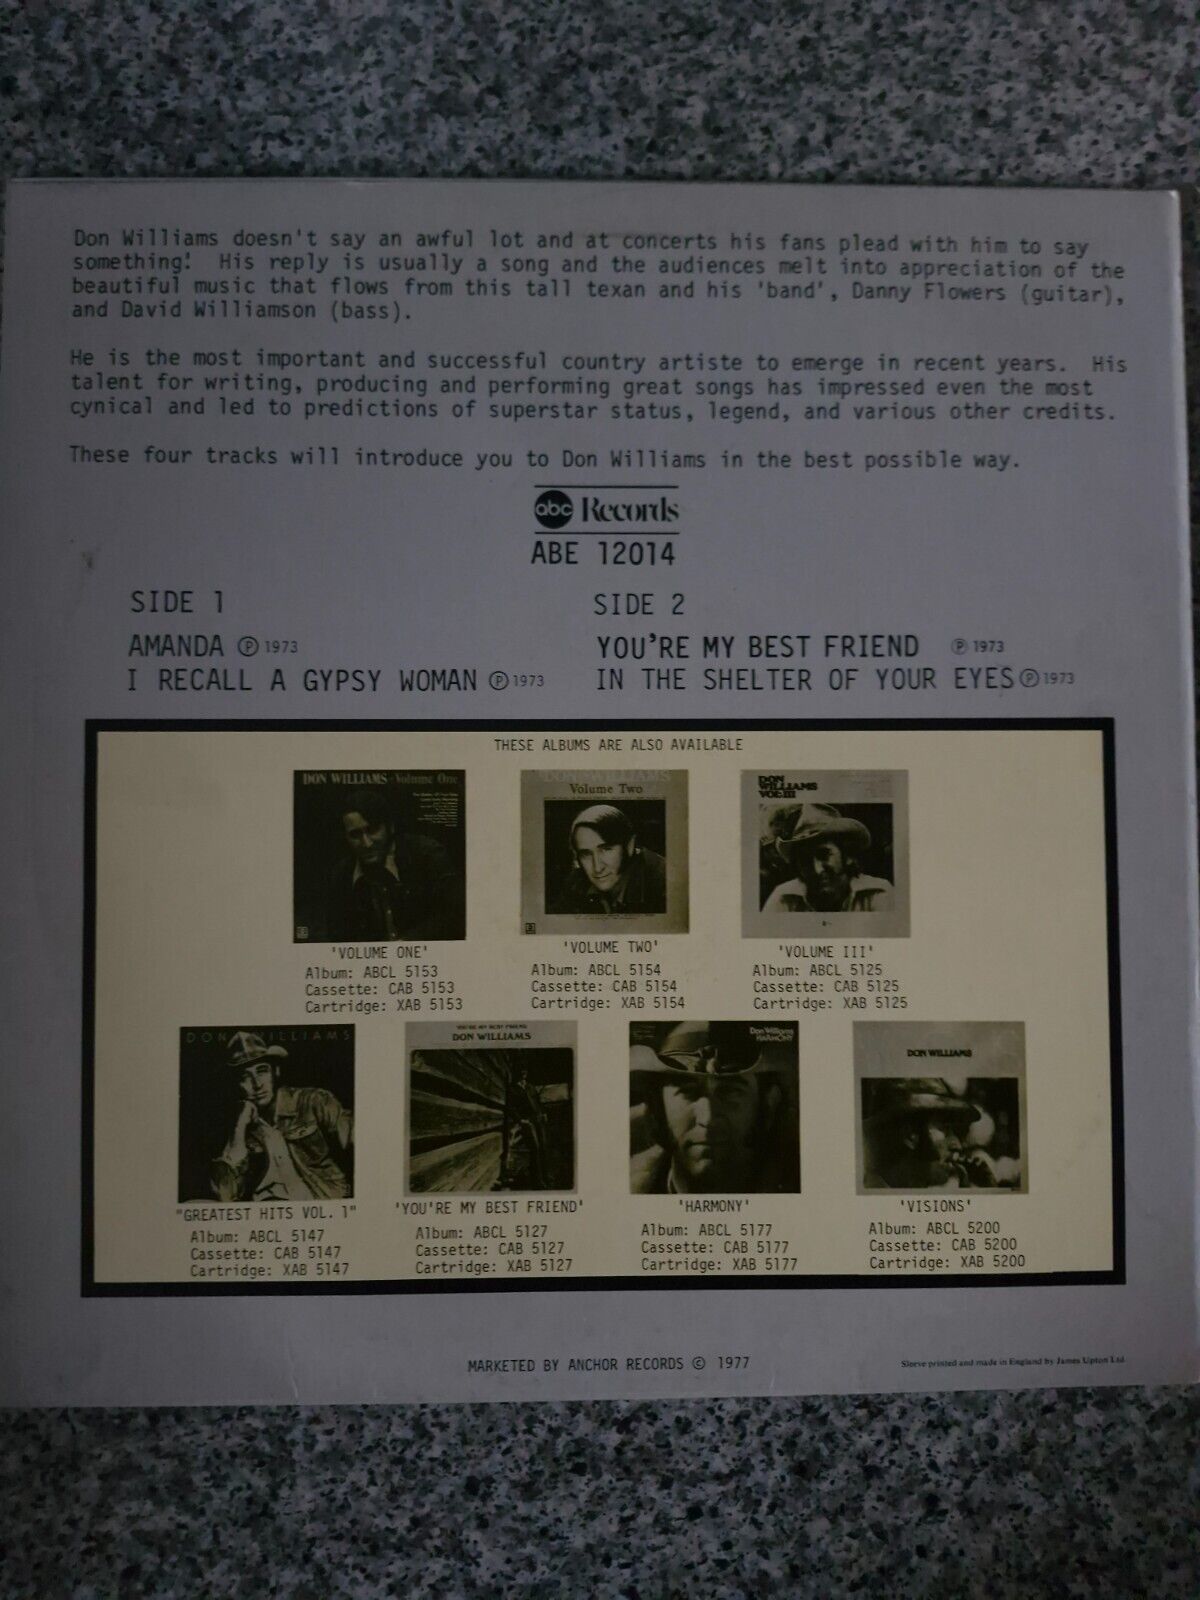 Don Williams doesn't say an awful lot and at concerts his fans plead with him to say
something!  His reply is usually a song and the audiences melt into appreciation of the
beautiful music that flows from this tall texan and his 'band', Danny Flowers (guitar),
and David Williamson (bass).
He is the most important and successful country artiste to emerge in recent years.  His
talent for writing, producing and performing great songs has impressed even the most
cynical and led to predictions of superstar status, legend, and various other credits.
These four tracks will introduce you to Don Williams in the best possible way.
abc Records
ABE 12014
SIDE 1
AMANDA ℗ 1973
I RECALL A GYPSY WOMAN ℗ 1973
SIDE 2
YOU'RE MY BEST FRIEND ℗ 1973
IN THE SHELTER OF YOUR EYES ℗ 1973
THESE ALBUMS ARE ALSO AVAILABLE
DON WILLIAMS - Volume One
DON WILLIAMS
Volume Two
DON
WILLIAMS
VOL. III
'VOLUME ONE'
Album: ABCL 5153
Cassette: CAB 5153
Cartridge: XAB 5153
'VOLUME TWO'
Album: ABCL 5154
Cassette: CAB 5154
Cartridge: XAB 5154
'VOLUME III'
Album: ABCL 5125
Cassette: CAB 5125
Cartridge: XAB 5125
DON WILLIAMS
YOU'RE MY BEST FRIEND
DON WILLIAMS
Don Williams
HARMONY
DON WILLIAMS
"GREATEST HITS VOL. 1"
Album: ABCL 5147
Cassette: CAB 5147
Cartridge: XAB 5147
'YOU'RE MY BEST FRIEND'
Album: ABCL 5127
Cassette: CAB 5127
Cartridge: XAB 5127
'HARMONY'
Album: ABCL 5177
Cassette: CAB 5177
Cartridge: XAB 5177
'VISIONS'
Album: ABCL 5200
Cassette: CAB 5200
Cartridge: XAB 5200
MARKETED BY ANCHOR RECORDS © 1977
Sleeve printed and made in England by James Upton Ltd